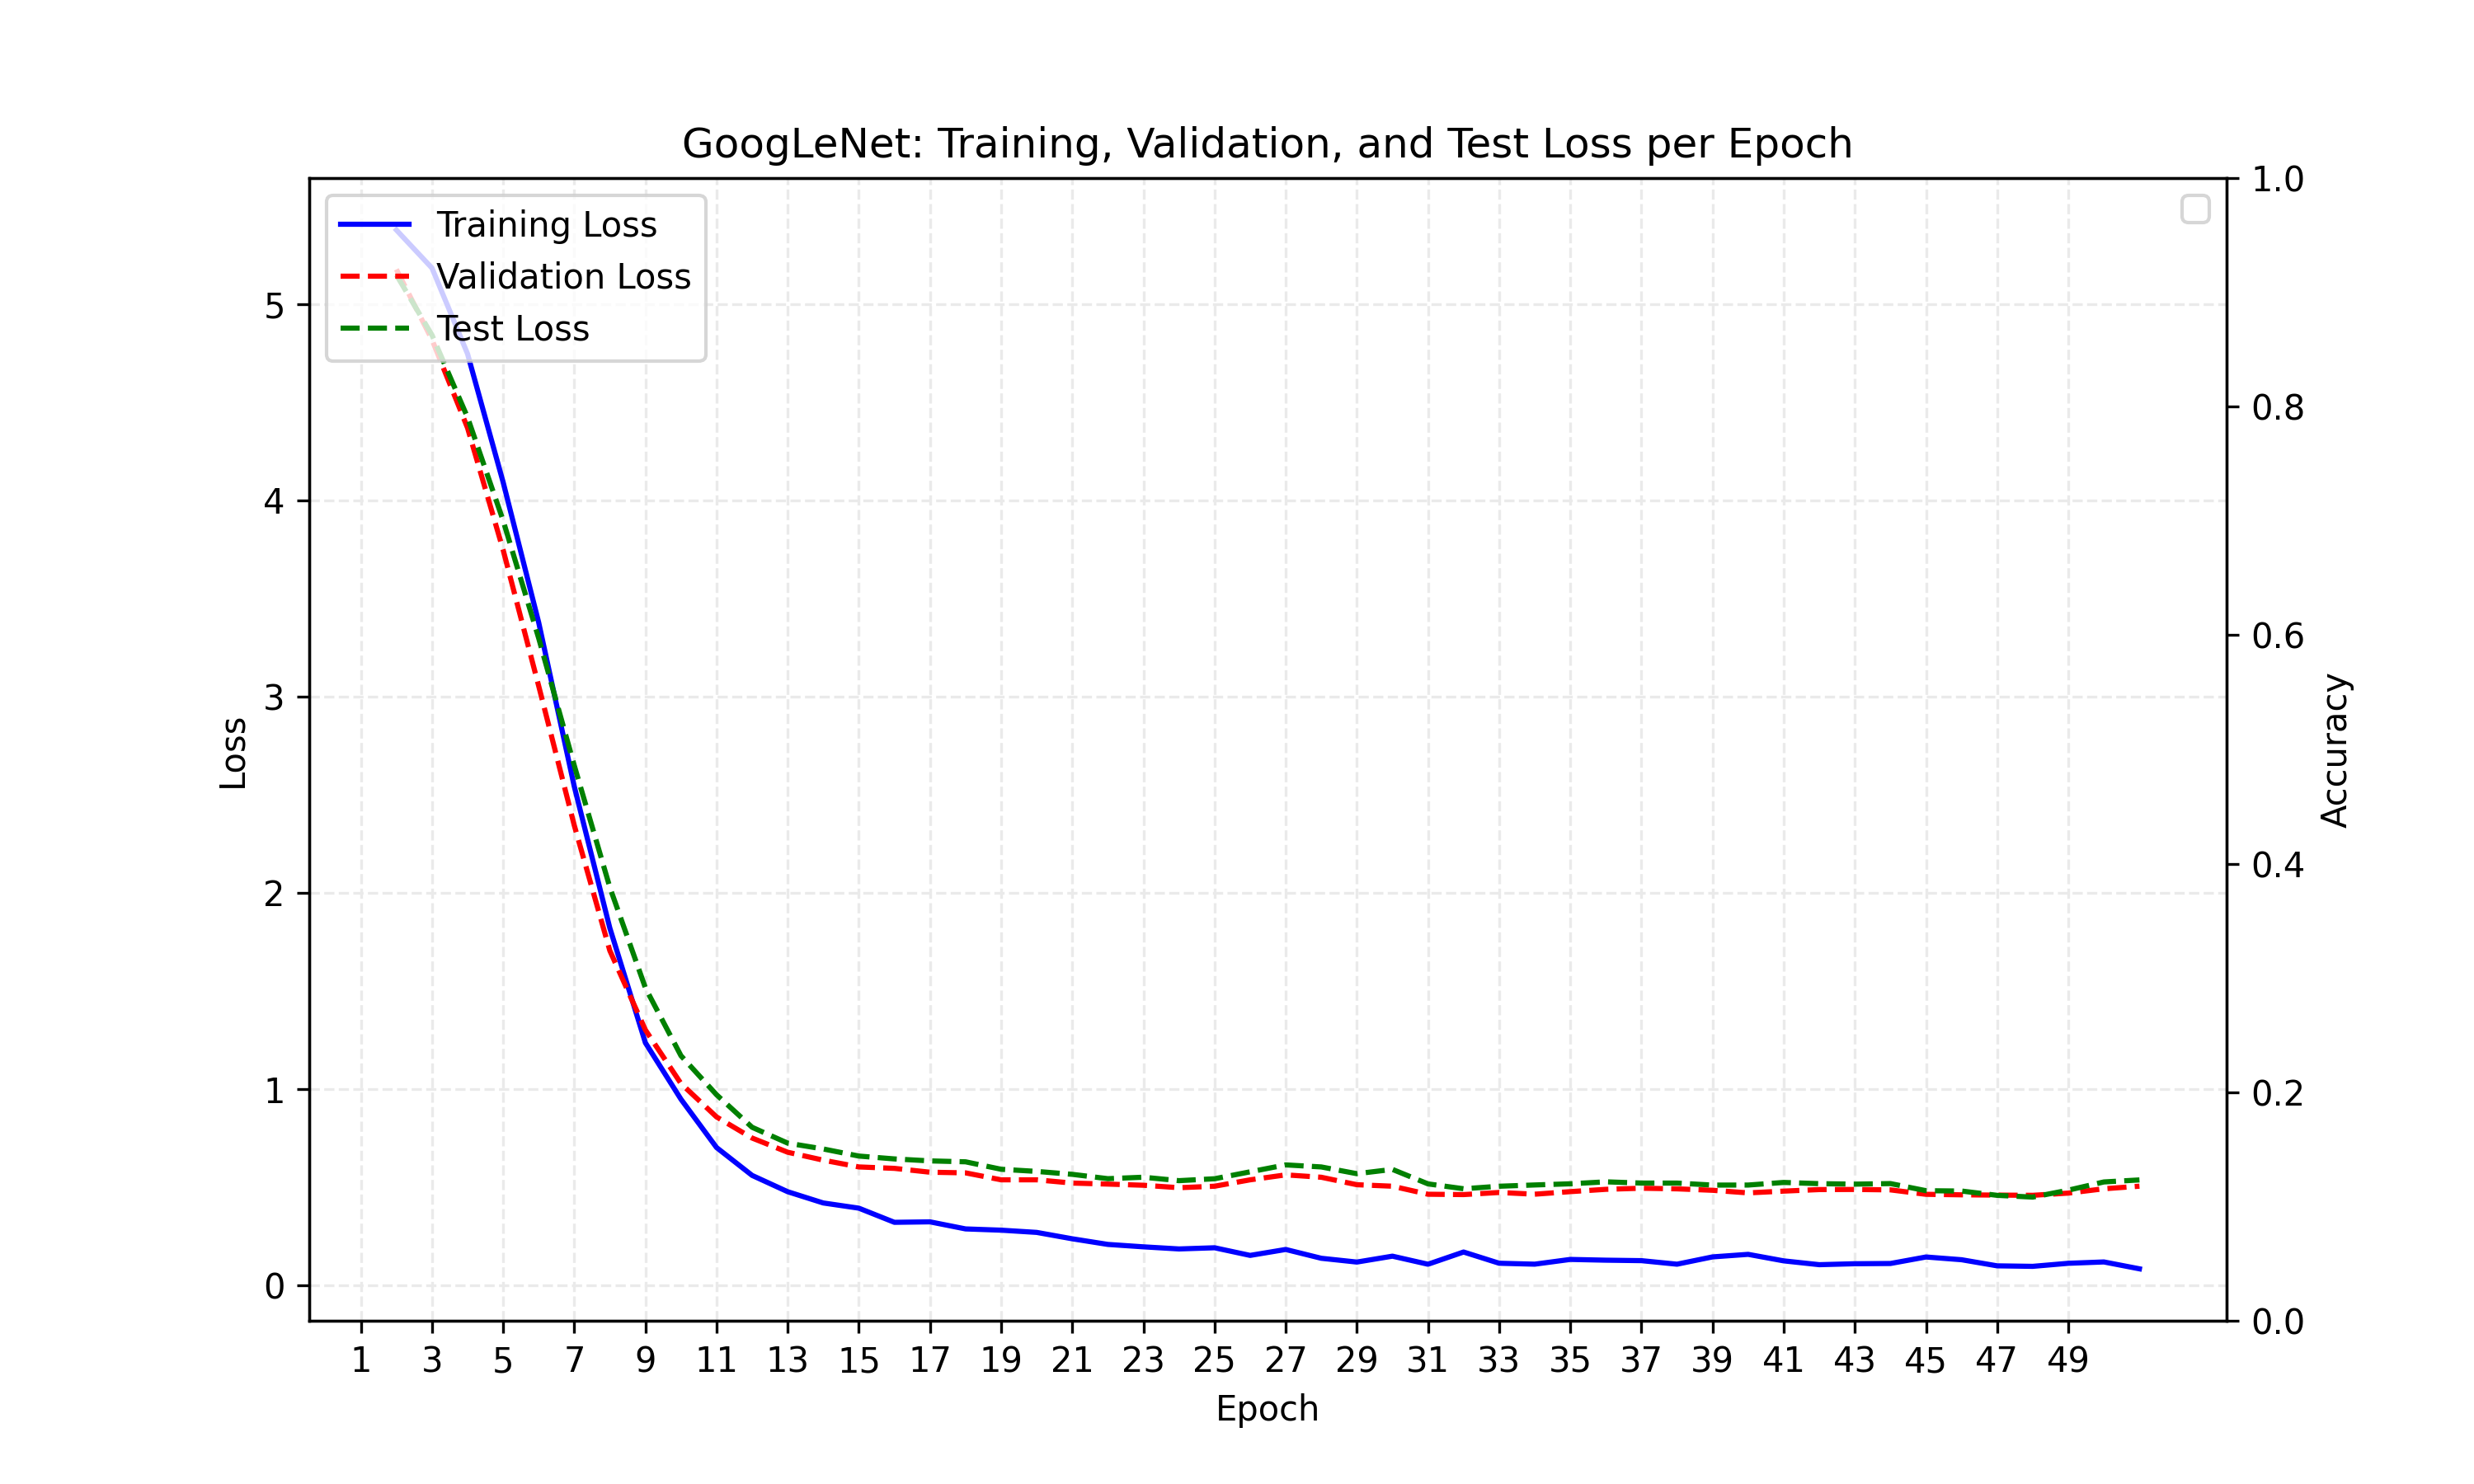 GoogLeNet: Training, Validation, and Test Loss per Epoch
Training Loss
Validation Loss
Test Loss
5
4
3
2
1
0
Loss
1.0
0.8
0.6
0.4
0.2
0.0
Accuracy
1 3 5 7 9 11 13 15 17 19 21 23 25 27 29 31 33 35 37 39 41 43 45 47 49
Epoch